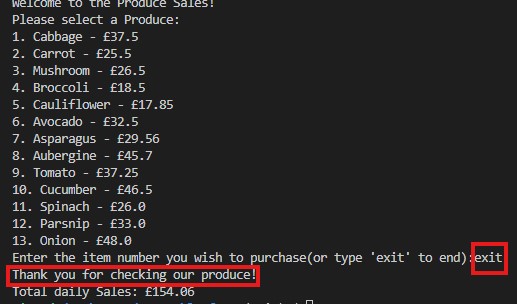 Welcome to the Produce Sales!
Please select a Produce:
1. Cabbage - £37.5
2. Carrot - £25.5
3. Mushroom - £26.5
4. Broccoli - £18.5
5. Cauliflower - £17.85
6. Avocado - £32.5
7. Asparagus - £29.56
8. Aubergine - £45.7
9. Tomato - £37.25
10. Cucumber - £46.5
11. Spinach - £26.0
12. Parsnip - £33.0
13. Onion - £48.0
Enter the item number you wish to purchase(or type 'exit' to end):exit
Thank you for checking our produce!
Total daily Sales: £154.06